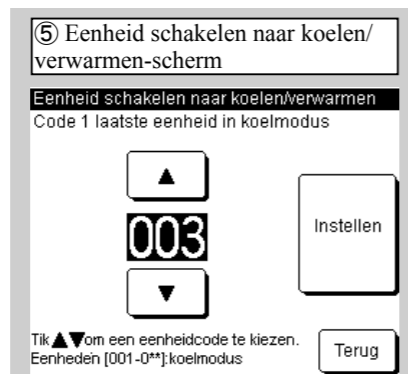 ⑤ Eenheid schakelen naar koelen/
verwarmen-scherm
Eenheid schakelen naar koelen/verwarmen
Code 1 laatste eenheid in koelmodus
▲
003
Instellen
▼
Tik▲▼om een eenheidcode te kiezen.
Eenheden [001-0**]:koelmodus
Terug